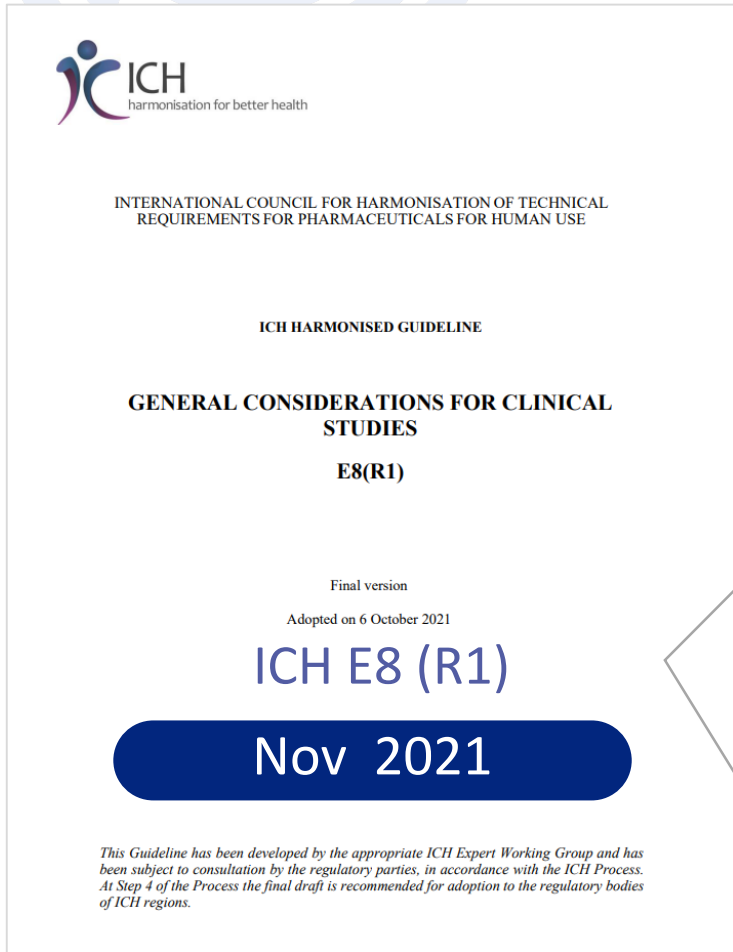 ICH
harmonisation for better health
INTERNATIONAL COUNCIL FOR HARMONISATION OF TECHNICAL
REQUIREMENTS FOR PHARMACEUTICALS FOR HUMAN USE
ICH HARMONISED GUIDELINE
GENERAL CONSIDERATIONS FOR CLINICAL
STUDIES
E8(R1)
Final version
Adopted on 6 October 2021
ICH E8 (R1)
Nov 2021
This Guideline has been developed by the appropriate ICH Expert Working Group and has
been subject to consultation by the regulatory parties, in accordance with the ICH Process.
At Step 4 of the Process the final draft is recommended for adoption to the regulatory bodies
of ICH regions.